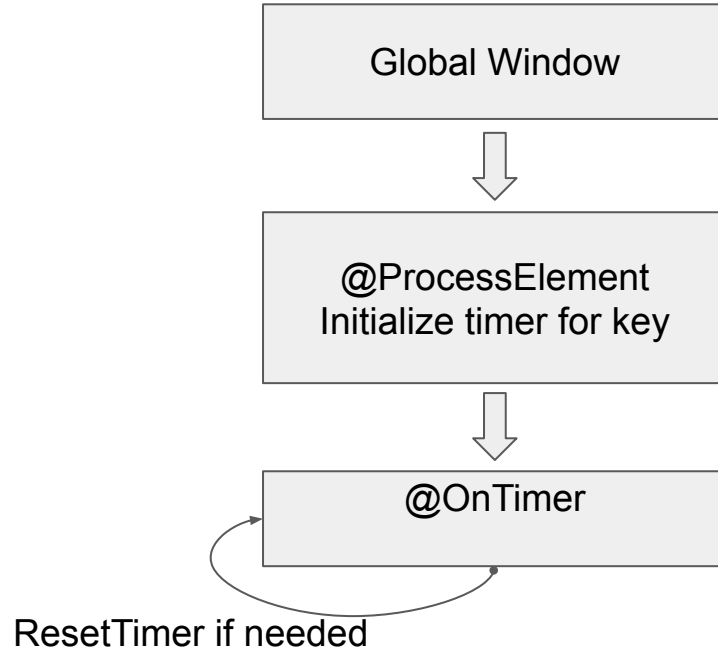 Global Window
@ProcessElement
Initialize timer for key
@OnTimer
ResetTimer if needed